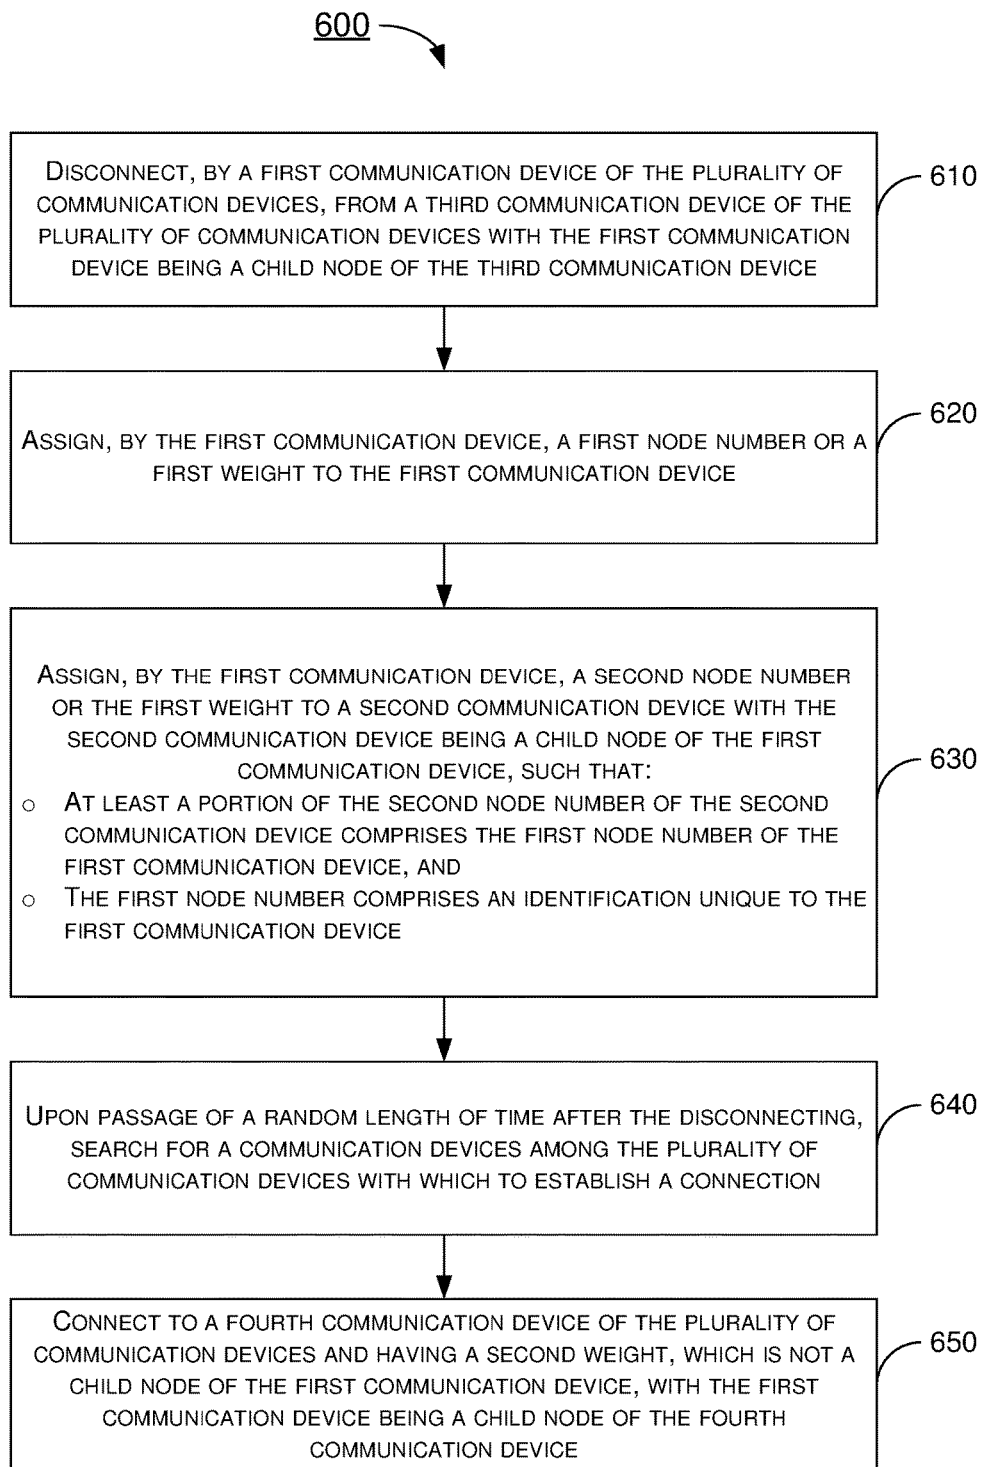 600
DISCONNECT, BY A FIRST COMMUNICATION DEVICE OF THE PLURALITY OF
COMMUNICATION DEVICES, FROM A THIRD COMMUNICATION DEVICE OF THE
PLURALITY OF COMMUNICATION DEVICES WITH THE FIRST COMMUNICATION
DEVICE BEING A CHILD NODE OF THE THIRD COMMUNICATION DEVICE
610
ASSIGN, BY THE FIRST COMMUNICATION DEVICE, A FIRST NODE NUMBER OR A
FIRST WEIGHT TO THE FIRST COMMUNICATION DEVICE
620
ASSIGN, BY THE FIRST COMMUNICATION DEVICE, A SECOND NODE NUMBER
OR THE FIRST WEIGHT TO A SECOND COMMUNICATION DEVICE WITH THE
SECOND COMMUNICATION DEVICE BEING A CHILD NODE OF THE FIRST
COMMUNICATION DEVICE, SUCH THAT:
○ AT LEAST A PORTION OF THE SECOND NODE NUMBER OF THE SECOND
COMMUNICATION DEVICE COMPRISES THE FIRST NODE NUMBER OF THE
FIRST COMMUNICATION DEVICE, AND
○ THE FIRST NODE NUMBER COMPRISES AN IDENTIFICATION UNIQUE TO THE
FIRST COMMUNICATION DEVICE
630
UPON PASSAGE OF A RANDOM LENGTH OF TIME AFTER THE DISCONNECTING,
SEARCH FOR A COMMUNICATION DEVICES AMONG THE PLURALITY OF
COMMUNICATION DEVICES WITH WHICH TO ESTABLISH A CONNECTION
640
CONNECT TO A FOURTH COMMUNICATION DEVICE OF THE PLURALITY OF
COMMUNICATION DEVICES AND HAVING A SECOND WEIGHT, WHICH IS NOT A
CHILD NODE OF THE FIRST COMMUNICATION DEVICE, WITH THE FIRST
COMMUNICATION DEVICE BEING A CHILD NODE OF THE FOURTH
COMMUNICATION DEVICE
650